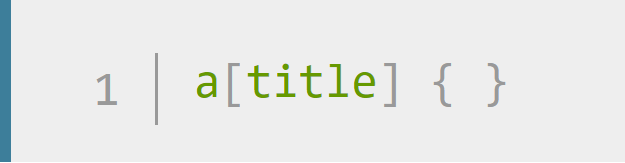 1 a[title] { }